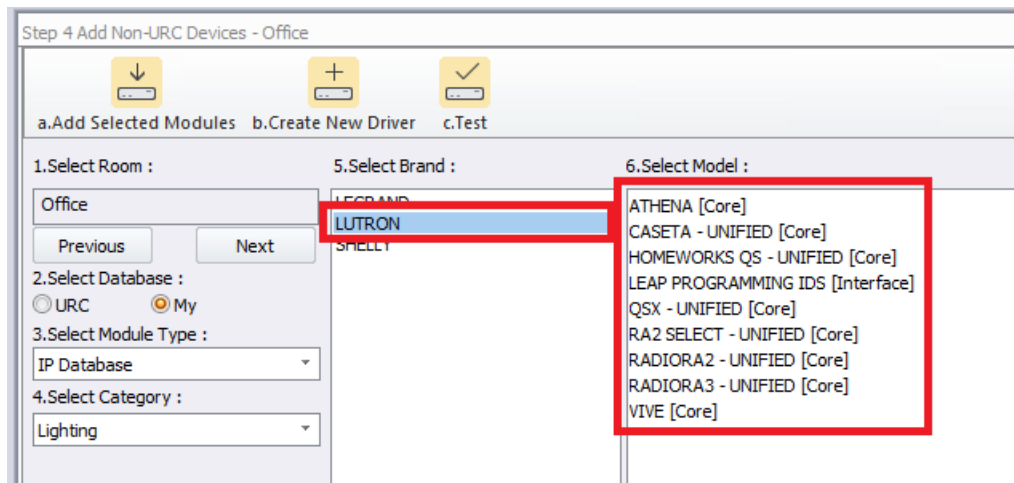 Step 4 Add Non-URC Devices - Office
a.Add Selected Modules b.Create New Driver c.Test
1.Select Room :
Office
Previous Next
2.Select Database :
URC My
3.Select Module Type :
IP Database
4.Select Category :
Lighting
5.Select Brand :
LEGRAND
LUTRON
SHELLY
6.Select Model :
ATHENA [Core]
CASETA - UNIFIED [Core]
HOMEWORKS QS - UNIFIED [Core]
LEAP PROGRAMMING IDS [Interface]
QSX - UNIFIED [Core]
RA2 SELECT - UNIFIED [Core]
RADIORA2 - UNIFIED [Core]
RADIORA3 - UNIFIED [Core]
VIVE [Core]